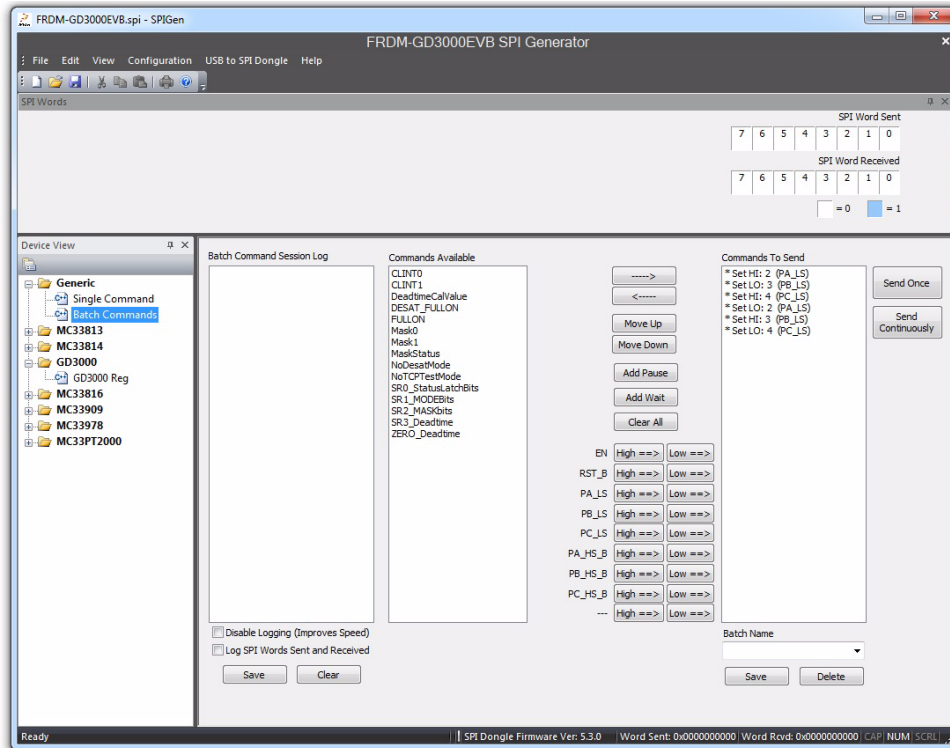 FRDM-GD3000EVB.spi - SPIGen
FRDM-GD3000EVB SPI Generator
File Edit View Configuration USB to SPI Dongle Help
SPI Words
SPI Word Sent
7 6 5 4 3 2 1 0
SPI Word Received
7 6 5 4 3 2 1 0
= 0 = 1
Device View
Generic
Single Command
Batch Commands
MC33813
MC33814
GD3000
GD3000 Reg
MC33816
MC33909
MC33978
MC33PT2000
Batch Command Session Log
Disable Logging (Improves Speed)
Log SPI Words Sent and Received
Save Clear
Commands Available
CLINT0
CLINT1
DeadtimeCalValue
DESAT_FULLON
FULLON
Mask0
Mask1
MaskStatus
NoDesatMode
NoTCPTestMode
SR0_StatusLatchBits
SR1_MODEBits
SR2_MASKbits
SR3_Deadtime
ZERO_Deadtime
----->
<-----
Move Up
Move Down
Add Pause
Add Wait
Clear All
EN High ==> Low ==>
RST_B High ==> Low ==>
PA_LS High ==> Low ==>
PB_LS High ==> Low ==>
PC_LS High ==> Low ==>
PA_HS_B High ==> Low ==>
PB_HS_B High ==> Low ==>
PC_HS_B High ==> Low ==>
--- High ==> Low ==>
Commands To Send
* Set HI: 2 (PA_LS)
* Set LO: 3 (PB_LS)
* Set HI: 4 (PC_LS)
* Set LO: 2 (PA_LS)
* Set HI: 3 (PB_LS)
* Set LO: 4 (PC_LS)
Send Once
Send
Continuously
Batch Name
Save Delete
Ready SPI Dongle Firmware Ver: 5.3.0 Word Sent: 0x0000000000 Word Rcvd: 0x0000000000 CAP NUM SCRL